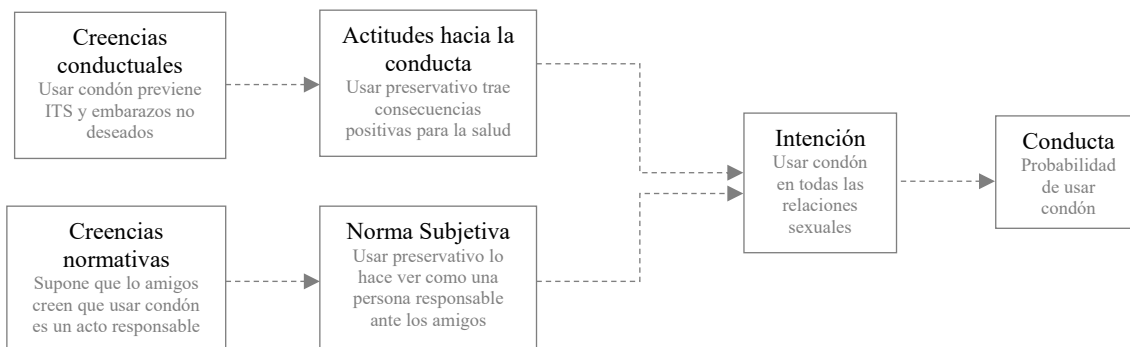 Creencias
conductuales
Usar condón previene
ITS y embarazos no
deseados
Actitudes hacia la
conducta
Usar preservativo trae
consecuencias
positivas para la salud
Creencias
normativas
Supone que lo amigos
creen que usar condón
es un acto responsable
Norma Subjetiva
Usar preservativo lo
hace ver como una
persona responsable
ante los amigos
Intención
Usar condón
en todas las
relaciones
sexuales
Conducta
Probabilidad
de usar
condón